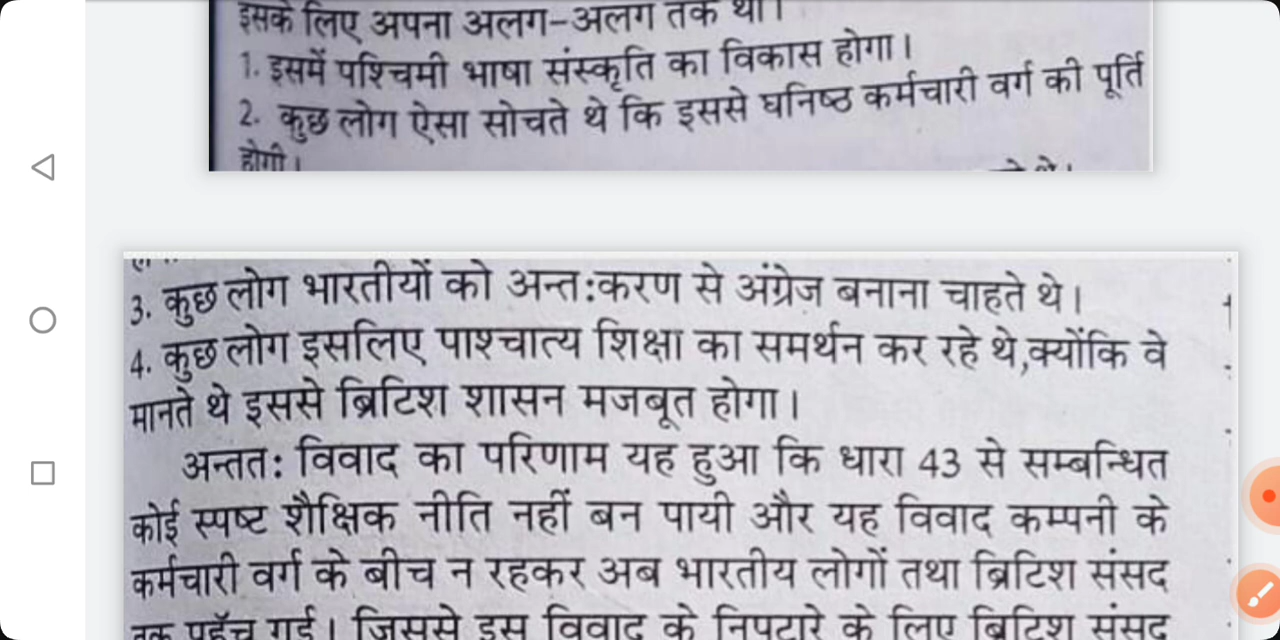 इसके लिए अपना अलग-अलग तर्क था।
1. इसमें पश्चिमी भाषा संस्कृति का विकास होगा।
2. कुछ लोग ऐसा सोचते थे कि इससे घनिष्ठ कर्मचारी वर्ग की पूर्ति
होगी।
3. कुछ लोग भारतीयों को अन्त:करण से अंग्रेज बनाना चाहते थे।
4. कुछ लोग इसलिए पाश्चात्य शिक्षा का समर्थन कर रहे थे,क्योंकि वे
मानते थे इससे ब्रिटिश शासन मजबूत होगा।
अन्तत: विवाद का परिणाम यह हुआ कि धारा 43 से सम्बन्धित
कोई स्पष्ट शैक्षिक नीति नहीं बन पायी और यह विवाद कम्पनी के
कर्मचारी वर्ग के बीच न रहकर अब भारतीय लोगों तथा ब्रिटिश संसद
तक पहुँच गई। जिससे इस विवाद के निपटारे के लिए ब्रिटिश संसद